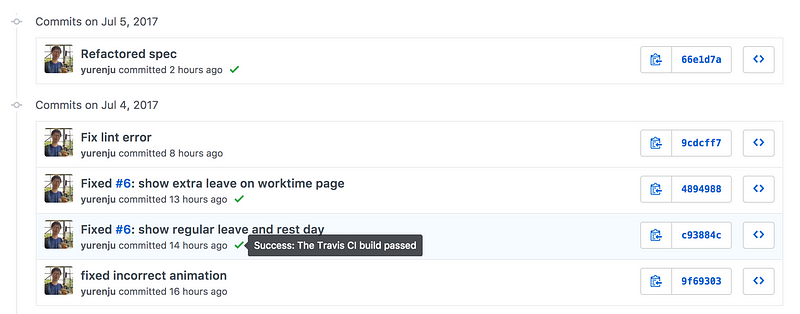 Commits on Jul 5, 2017
Refactored spec
66e1d7a
yurenju committed 2 hours ago
Commits on Jul 4, 2017
Fix lint error
9cdcff7
yurenju committed 8 hours ago
Fixed #6: show extra leave on worktime page
4894988
yurenju committed 13 hours ago
Fixed #6: show regular leave and rest day
c93884c
yurenju committed 14 hours ago
Success: The Travis CI build passed
fixed incorrect animation
9f69303
yurenju committed 16 hours ago